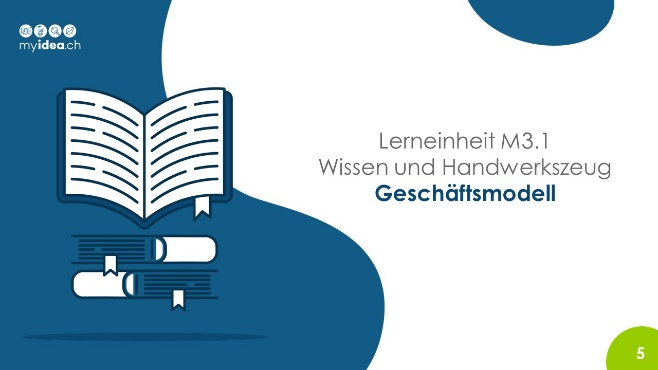 myidea.ch
Lerneinheit M3.1
Wissen und Handwerkszeug
Geschäftsmodell
5